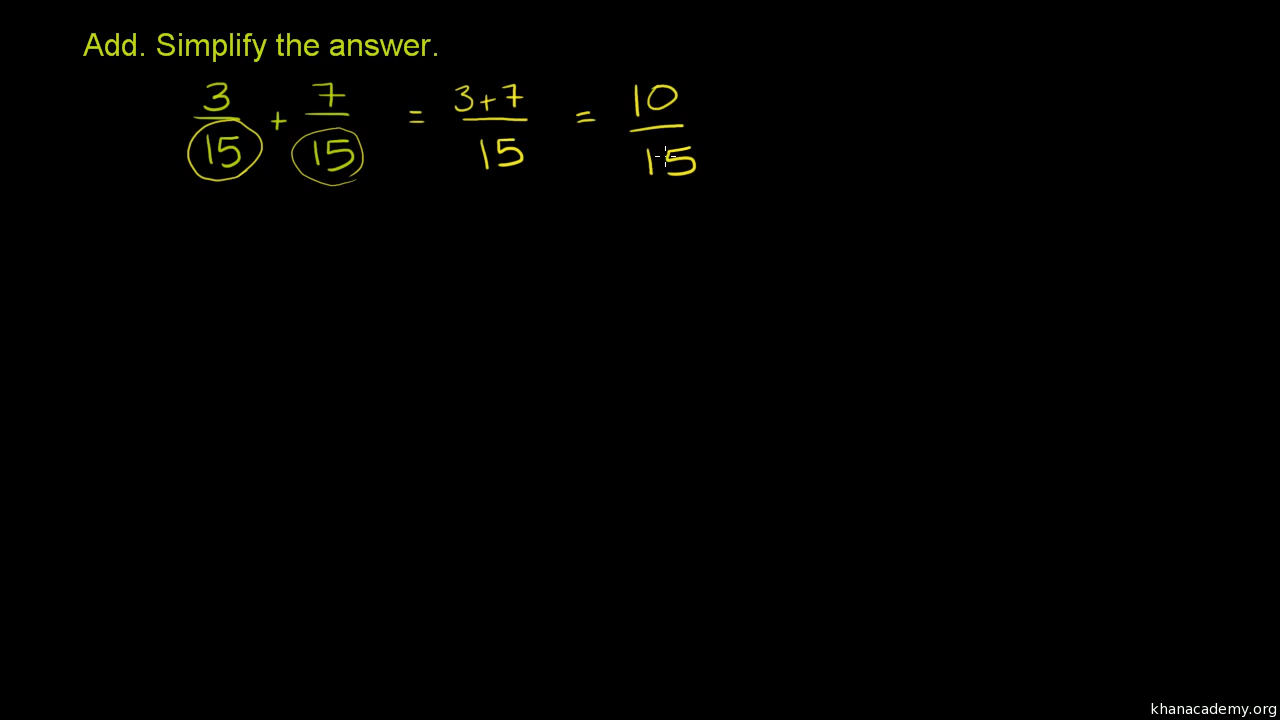 Add. Simplify the answer.
3/15 + 7/15 = 3+7/15 = 10/15
khanacademy.org